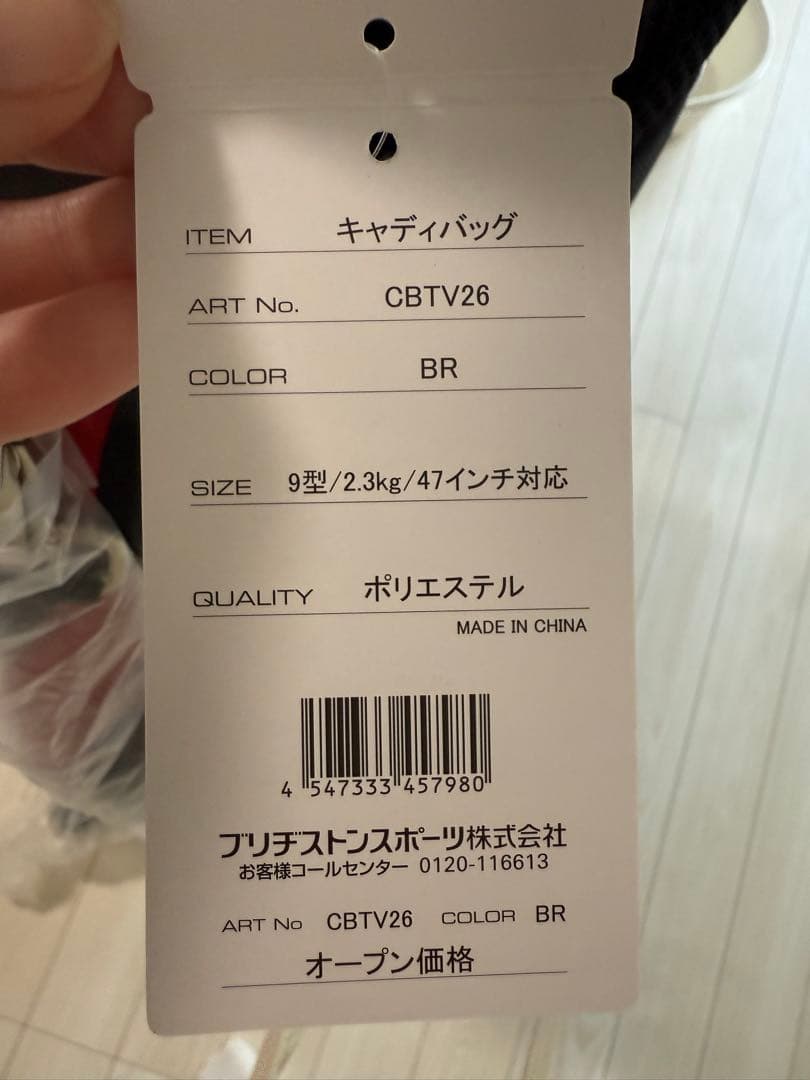 ITEM キャディバッグ
ART No. CBTV26
COLOR BR
SIZE 9型/2.3kg/47インチ対応
QUALITY ポリエステル
MADE IN CHINA
4 547333 457980
ブリヂストンスポーツ株式会社
お客様コールセンター 0120-116613
ART No CBTV26 COLOR BR
オープン価格